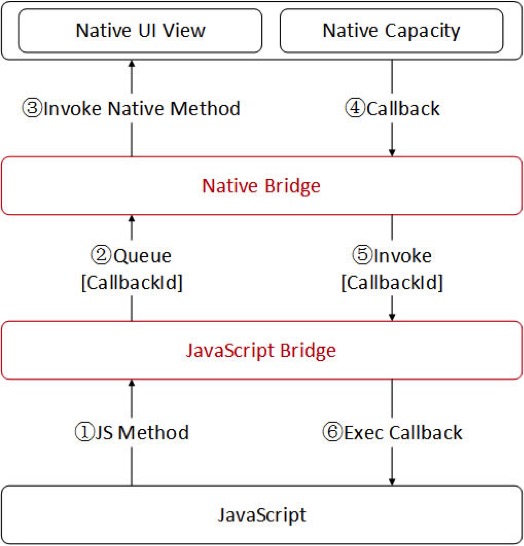 Native UI View
Native Capacity
③Invoke Native Method
④Callback
Native Bridge
②Queue
[CallbackId]
⑤Invoke
[CallbackId]
JavaScript Bridge
①JS Method
⑥Exec Callback
JavaScript